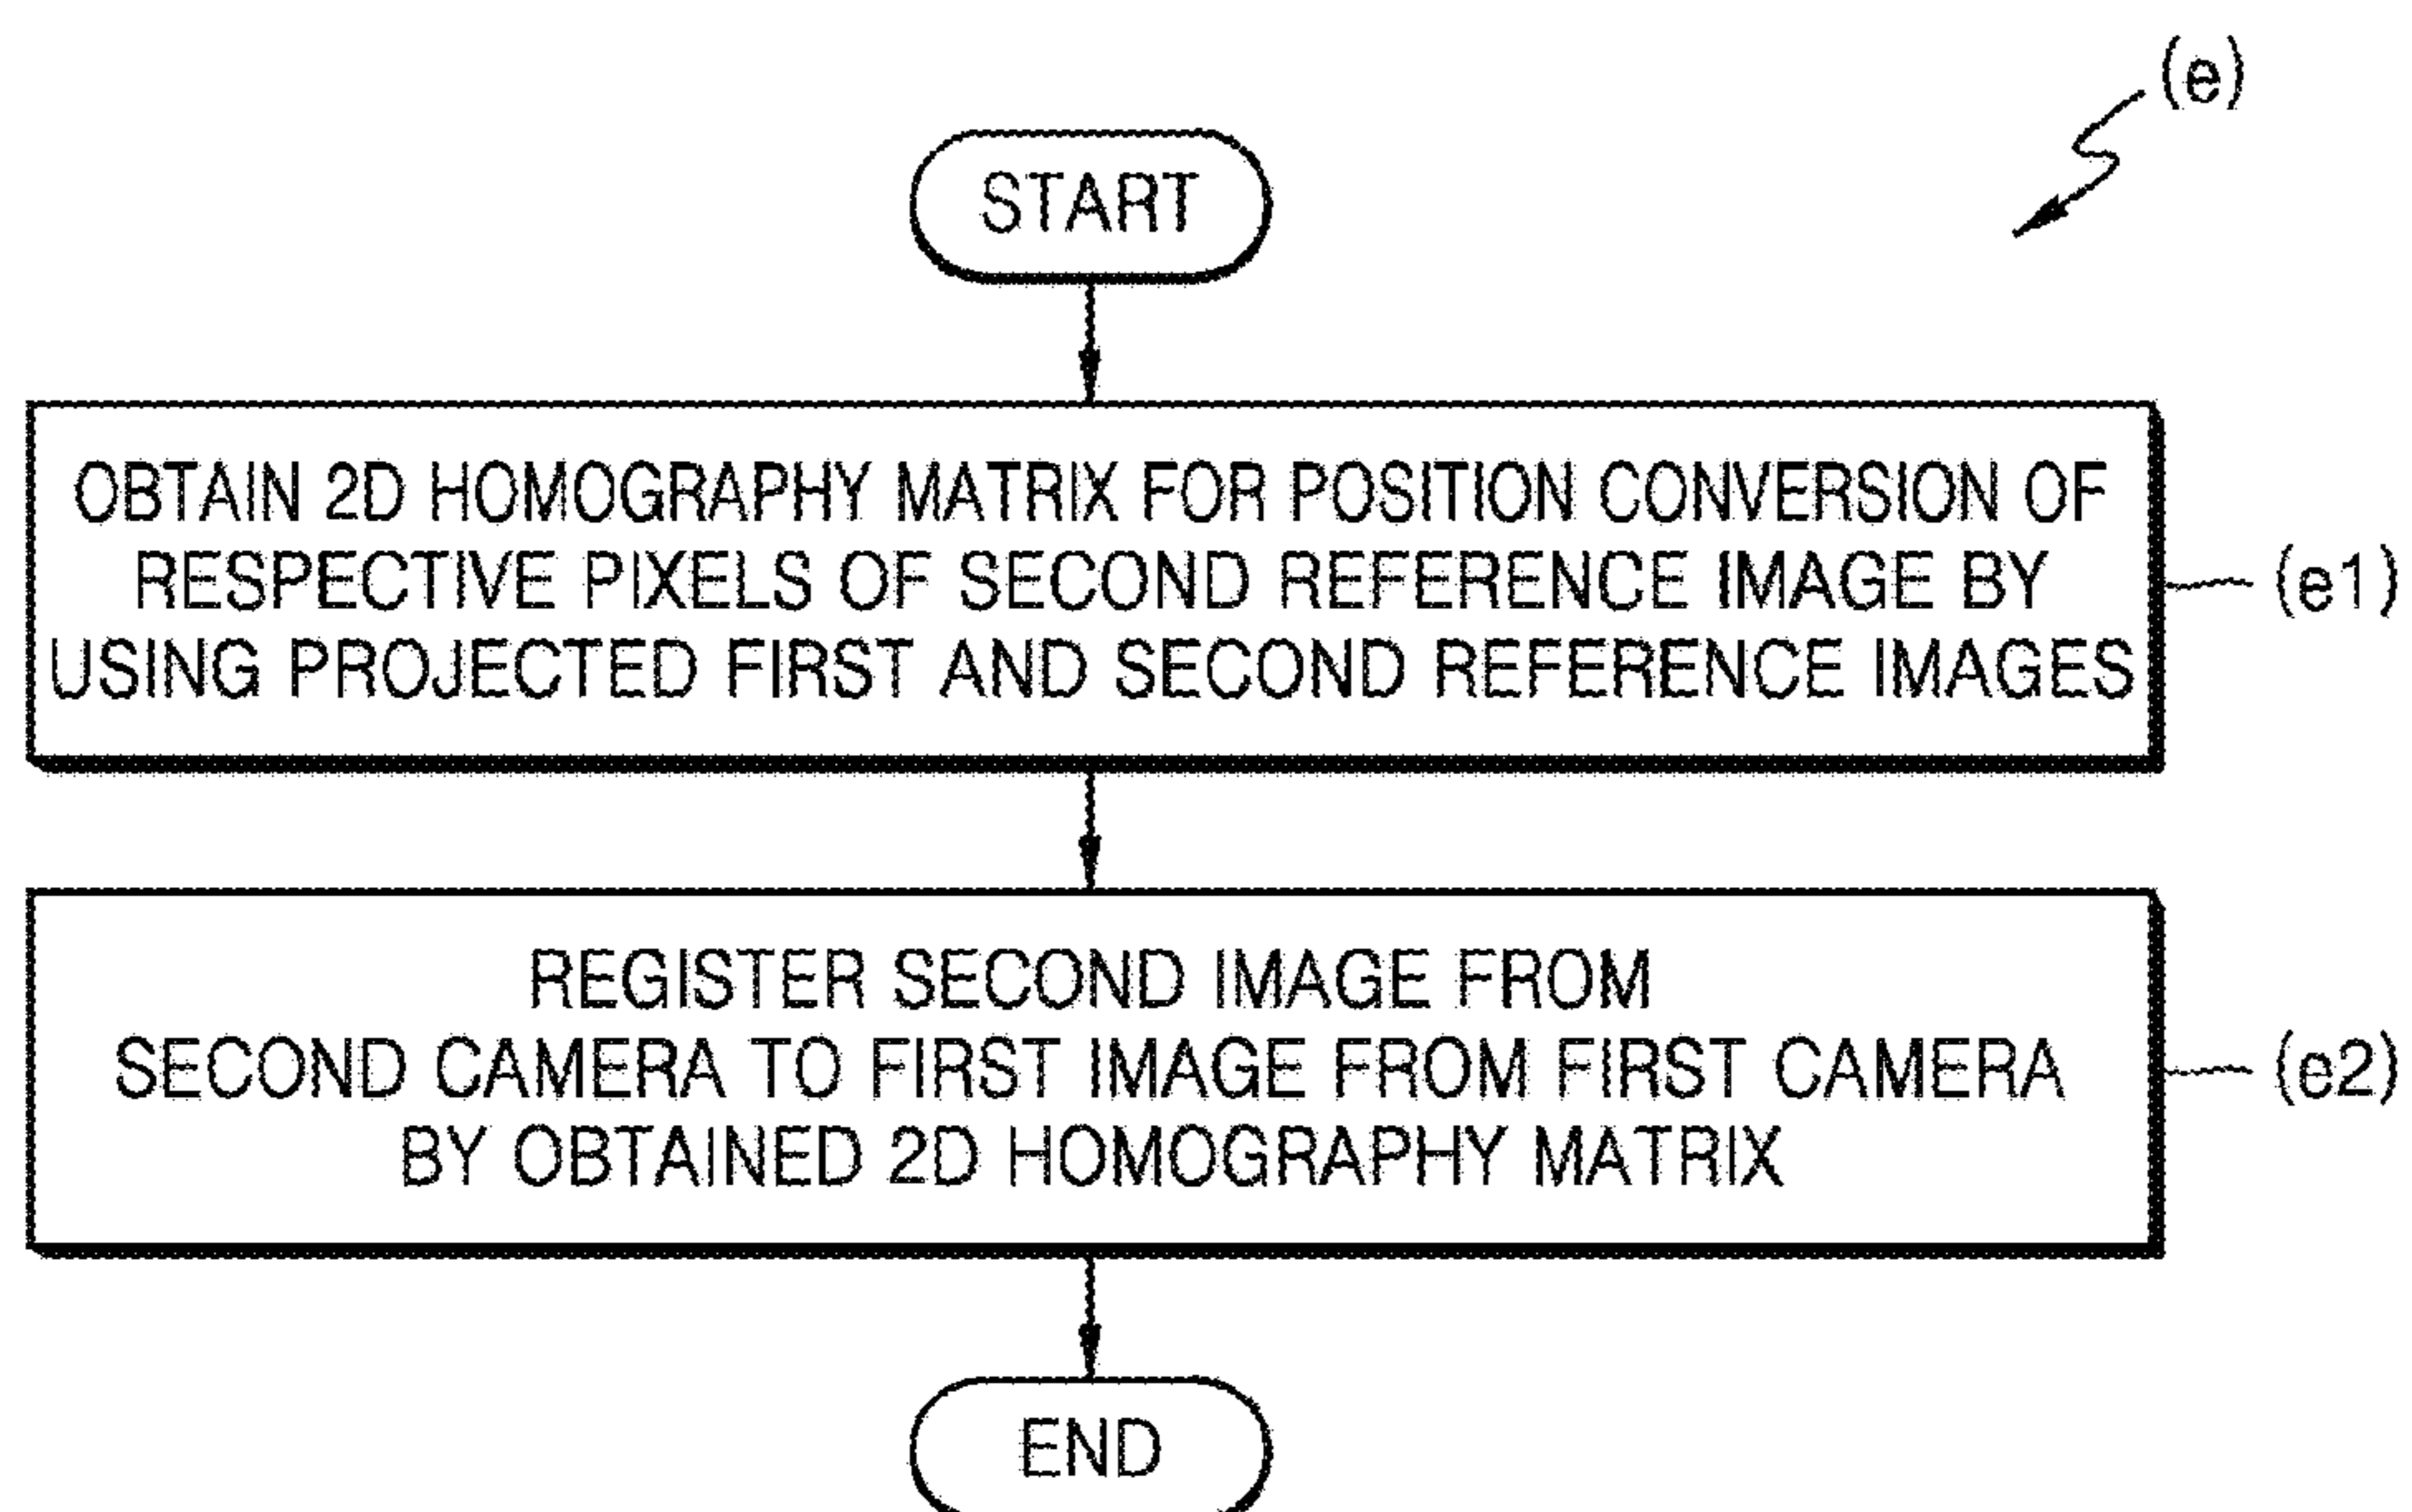 (e)
START
OBTAIN 2D HOMOGRAPHY MATRIX FOR POSITION CONVERSION OF
RESPECTIVE PIXELS OF SECOND REFERENCE IMAGE BY
USING PROJECTED FIRST AND SECOND REFERENCE IMAGES
(e1)
REGISTER SECOND IMAGE FROM
SECOND CAMERA TO FIRST IMAGE FROM FIRST CAMERA
BY OBTAINED 2D HOMOGRAPHY MATRIX
(e2)
END